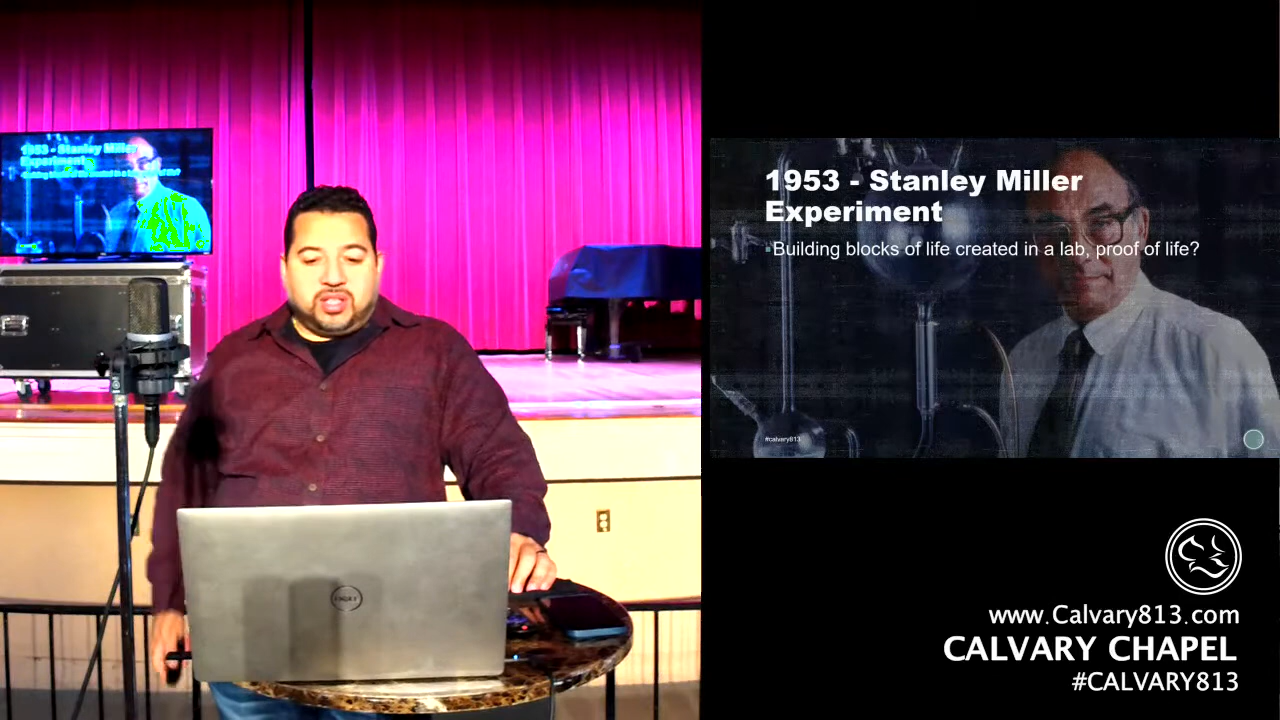 1953 - Stanley Miller
Experiment
1953 - Stanley Miller
Experiment
▪Building blocks of life created in a lab, proof of life?
#calvary813
www.Calvary813.com
CALVARY CHAPEL
#CALVARY813